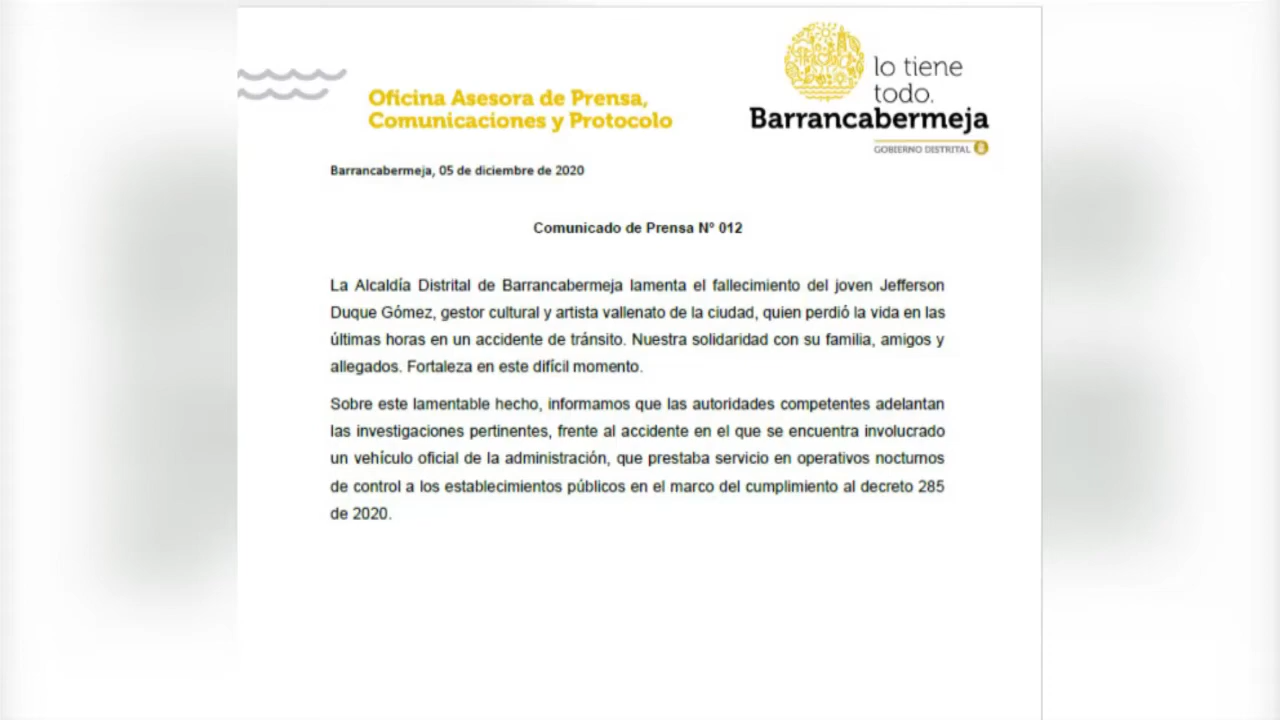 lo tiene
todo.
Barrancabermeja
GOBIERNO DISTRITAL
Oficina Asesora de Prensa,
Comunicaciones y Protocolo
Barrancabermeja, 05 de diciembre de 2020
Comunicado de Prensa N° 012
La Alcaldía Distrital de Barrancabermeja lamenta el fallecimiento del joven Jefferson
Duque Gómez, gestor cultural y artista vallenato de la ciudad, quien perdió la vida en las
últimas horas en un accidente de tránsito. Nuestra solidaridad con su familia, amigos y
allegados. Fortaleza en este difícil momento.
Sobre este lamentable hecho, informamos que las autoridades competentes adelantan
las investigaciones pertinentes, frente al accidente en el que se encuentra involucrado
un vehículo oficial de la administración, que prestaba servicio en operativos nocturnos
de control a los establecimientos públicos en el marco del cumplimiento al decreto 285
de 2020.